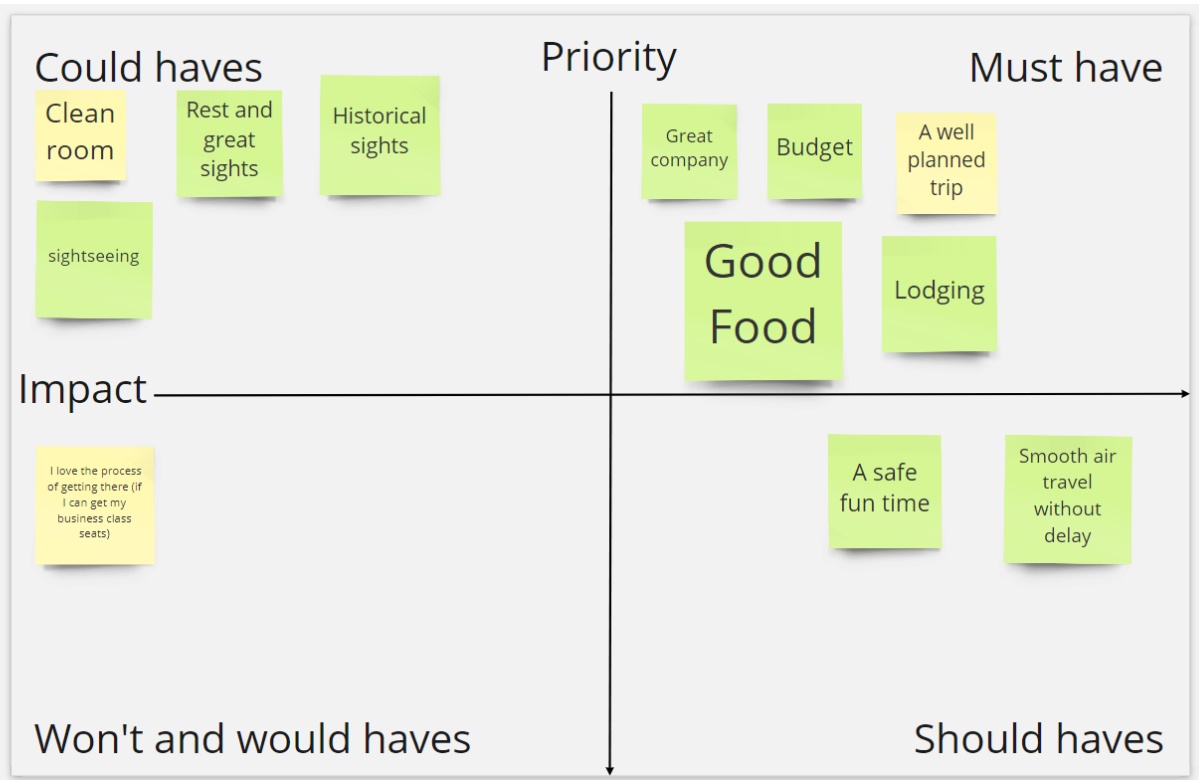 Could haves
Priority
Must have
Clean
room
Rest and
great
sights
Historical
sights
sightseeing
Great
company
Budget
A well
planned
trip
Good
Food
Lodging
Impact
I love the process
of getting there (if
I can get my
business class
seats)
A safe
fun time
Smooth air
travel
without
delay
Won't and would haves
Should haves